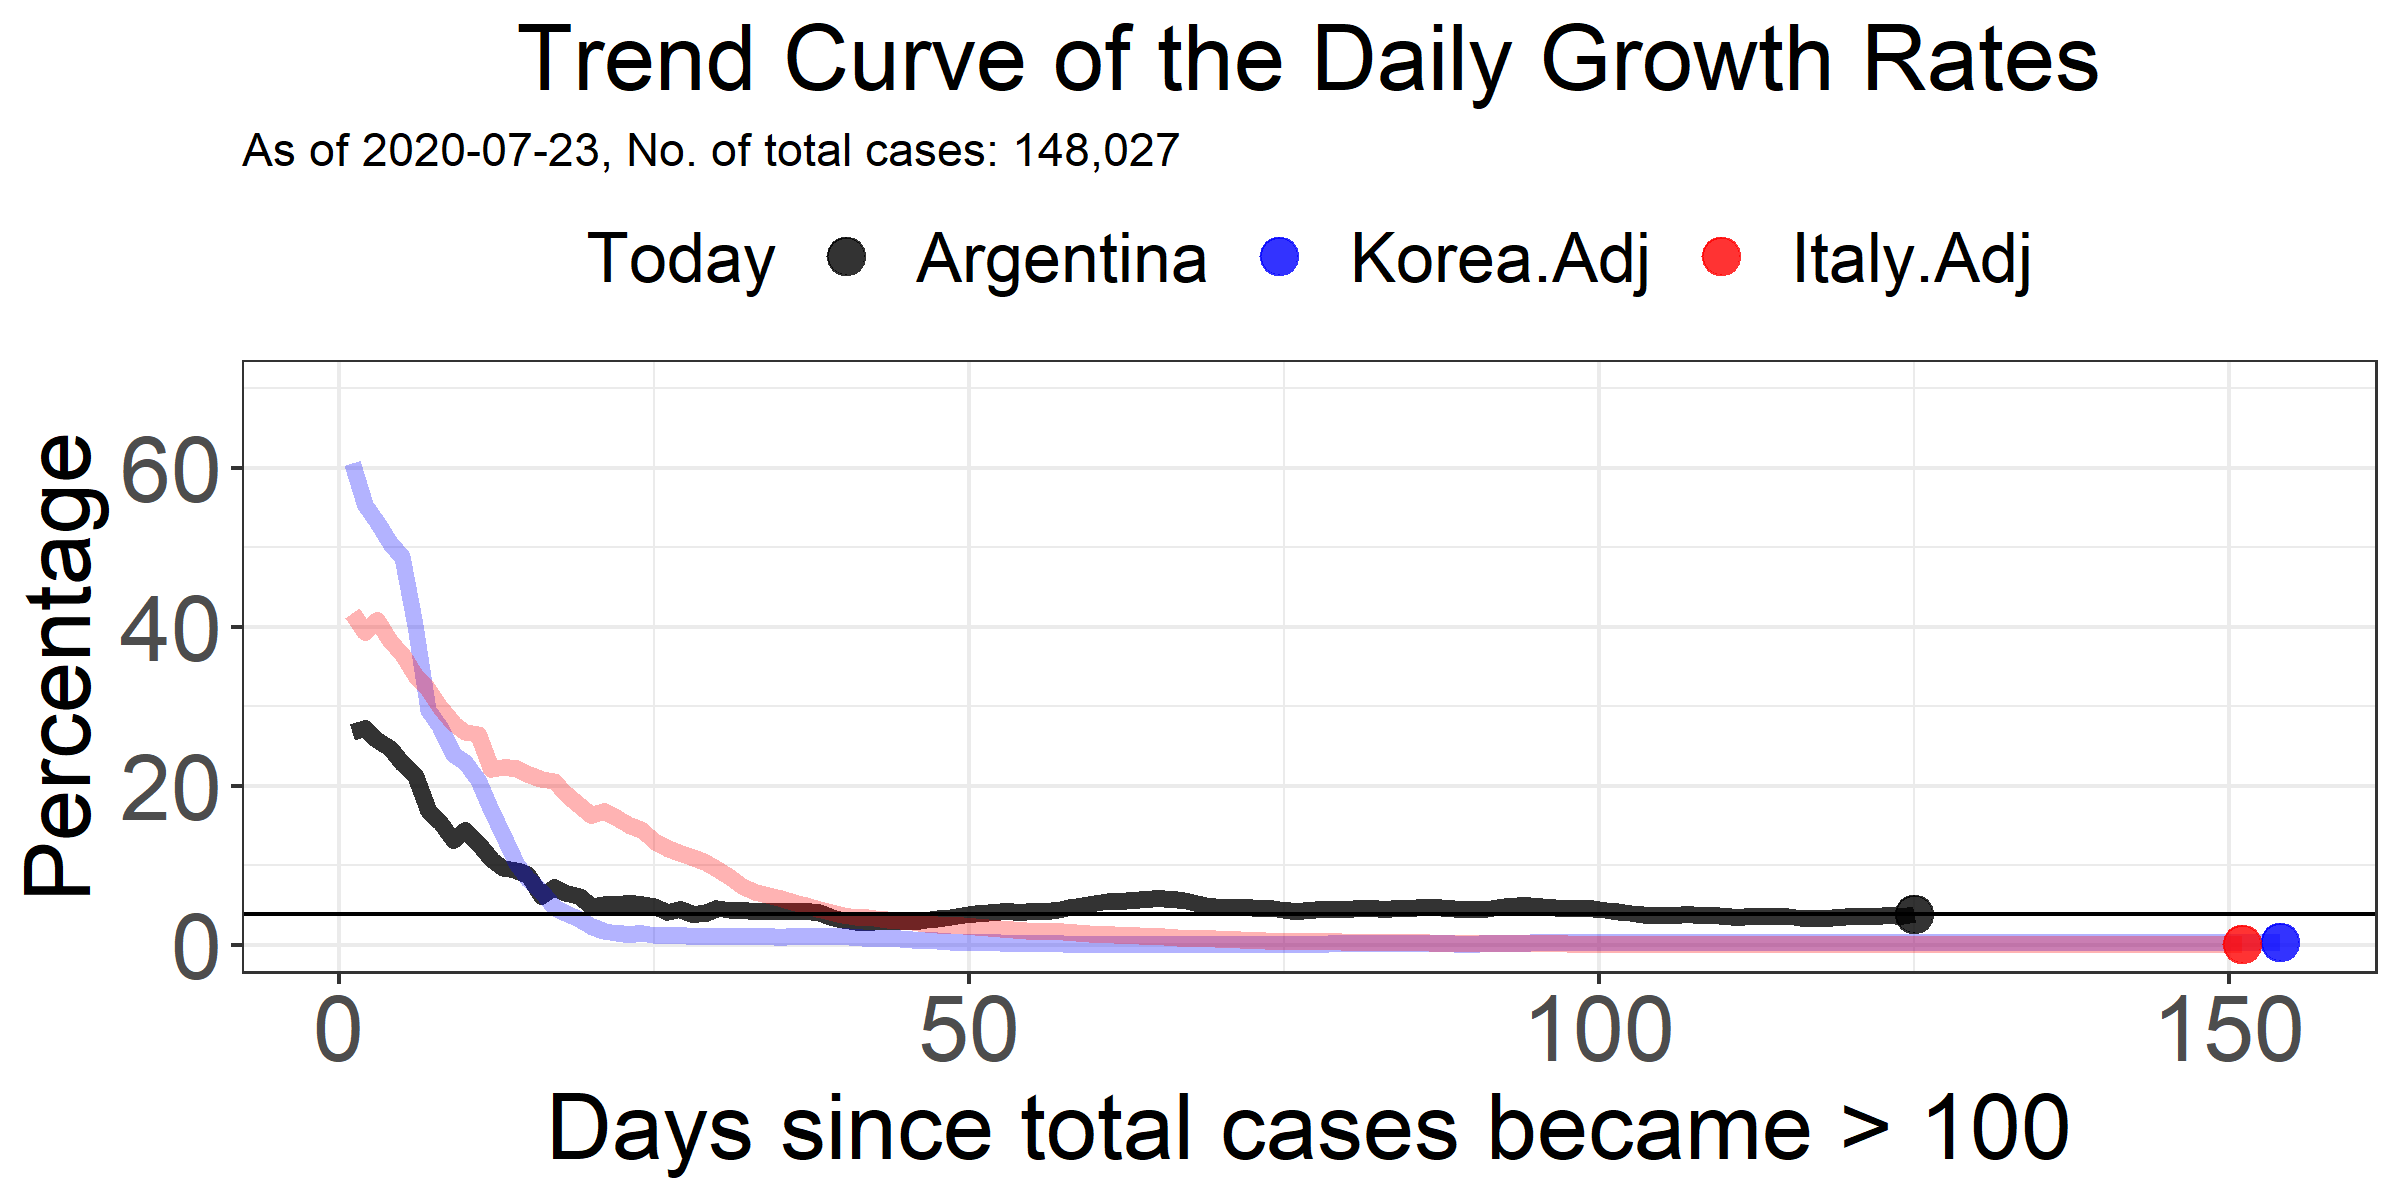 Trend Curve of the Daily Growth Rates
As of 2020-07-23, No. of total cases: 148,027
Today Argentina Korea.Adj Italy.Adj
Percentage
60
40
20
0
0 50 100 150
Days since total cases became > 100